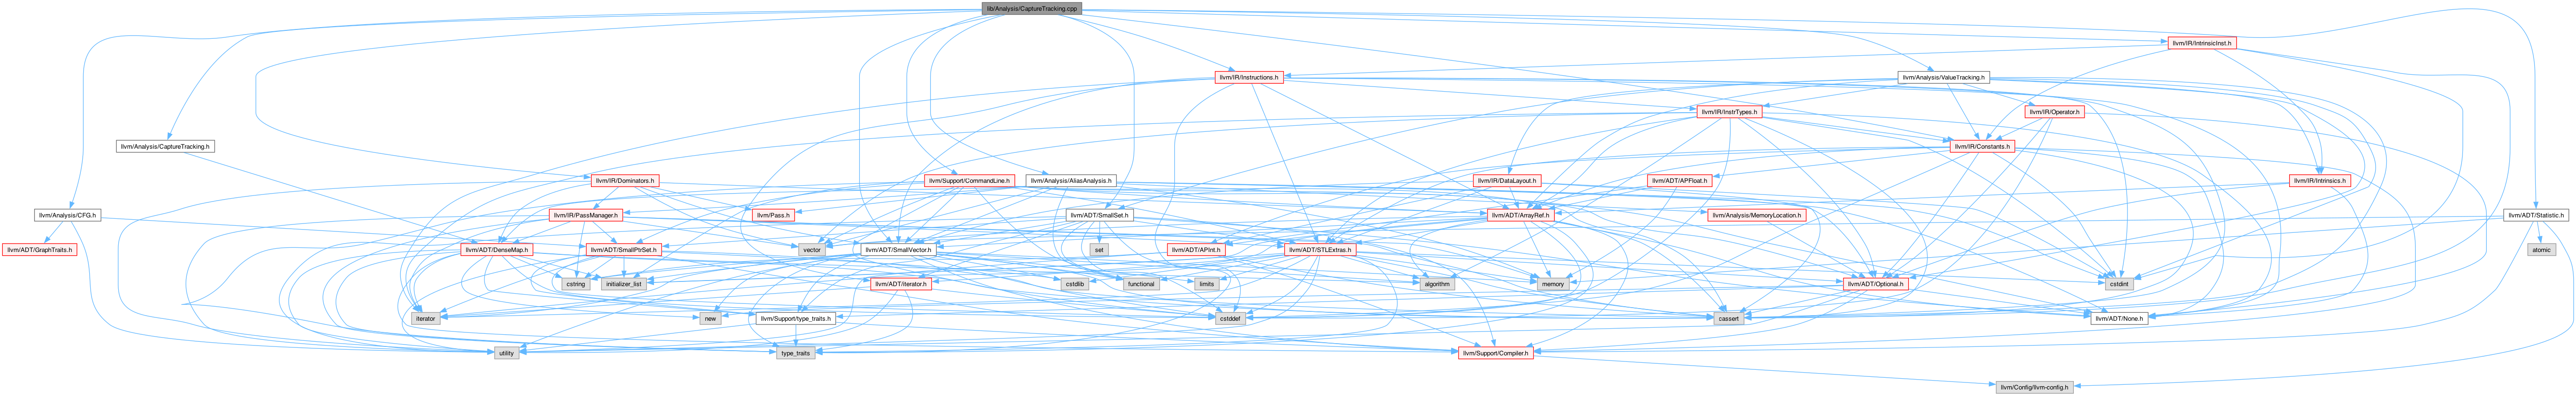 lib/Analysis/CaptureTracking.cpp
llvm/IR/IntrinsicInst.h
llvm/IR/Instructions.h
llvm/Analysis/ValueTracking.h
llvm/IR/InstrTypes.h
llvm/IR/Operator.h
llvm/Analysis/CaptureTracking.h
llvm/IR/Constants.h
llvm/IR/Dominators.h
llvm/Support/CommandLine.h
llvm/Analysis/AliasAnalysis.h
llvm/IR/DataLayout.h
llvm/ADT/APFloat.h
llvm/IR/Intrinsics.h
llvm/Analysis/CFG.h
llvm/IR/PassManager.h
llvm/Pass.h
llvm/ADT/SmallSet.h
llvm/ADT/ArrayRef.h
llvm/Analysis/MemoryLocation.h
llvm/ADT/Statistic.h
llvm/ADT/GraphTraits.h
llvm/ADT/DenseMap.h
llvm/ADT/SmallPtrSet.h
vector
llvm/ADT/SmallVector.h
set
llvm/ADT/APInt.h
llvm/ADT/STLExtras.h
atomic
cstring
initializer_list
llvm/ADT/iterator.h
cstdlib
functional
limits
algorithm
memory
llvm/ADT/Optional.h
cstdint
iterator
new
llvm/Support/type_traits.h
cstddef
cassert
llvm/ADT/None.h
utility
type_traits
llvm/Support/Compiler.h
llvm/Config/llvm-config.h